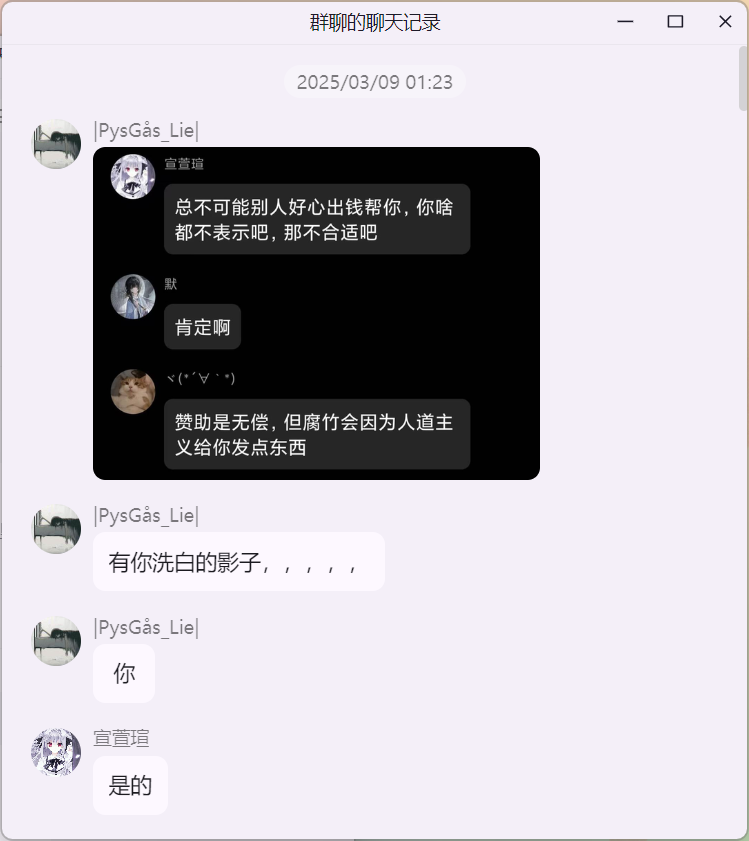 群聊的聊天记录
2025/03/09 01:23
|PysGås_Lie|
宣萱瑄
总不可能别人好心出钱帮你，你啥
都不表示吧，那不合适吧
默
肯定啊
ヾ(*´∀｀*)
赞助是无偿，但腐竹会因为人道主
义给你发点东西
|PysGås_Lie|
有你洗白的影子，，，，，
|PysGås_Lie|
你
宣萱瑄
是的